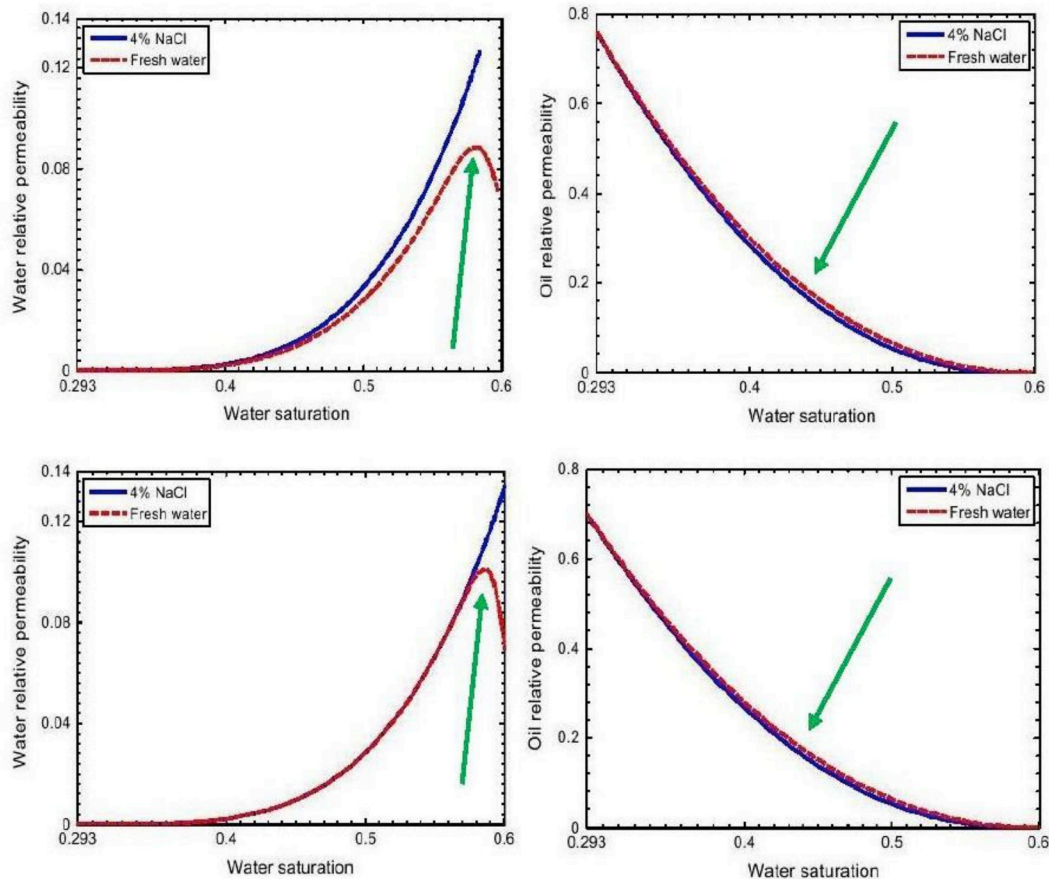 0.14
0.12
0.08
0.04
0
Water relative permeability
4% NaCl
Fresh water
0.293
0.4
0.5
0.6
Water saturation
0.8
0.6
0.4
0.2
0
Oil relative permeability
4% NaCl
Fresh water
0.293
0.4
0.5
0.6
Water saturation
0.14
0.12
0.08
0.04
0
Water relative permeability
4% NaCl
Fresh water
0.293
0.4
0.5
0.6
Water saturation
0.8
0.6
0.4
0.2
0
Oil relative permeability
4% NaCl
Fresh water
0.293
0.4
0.5
0.6
Water saturation